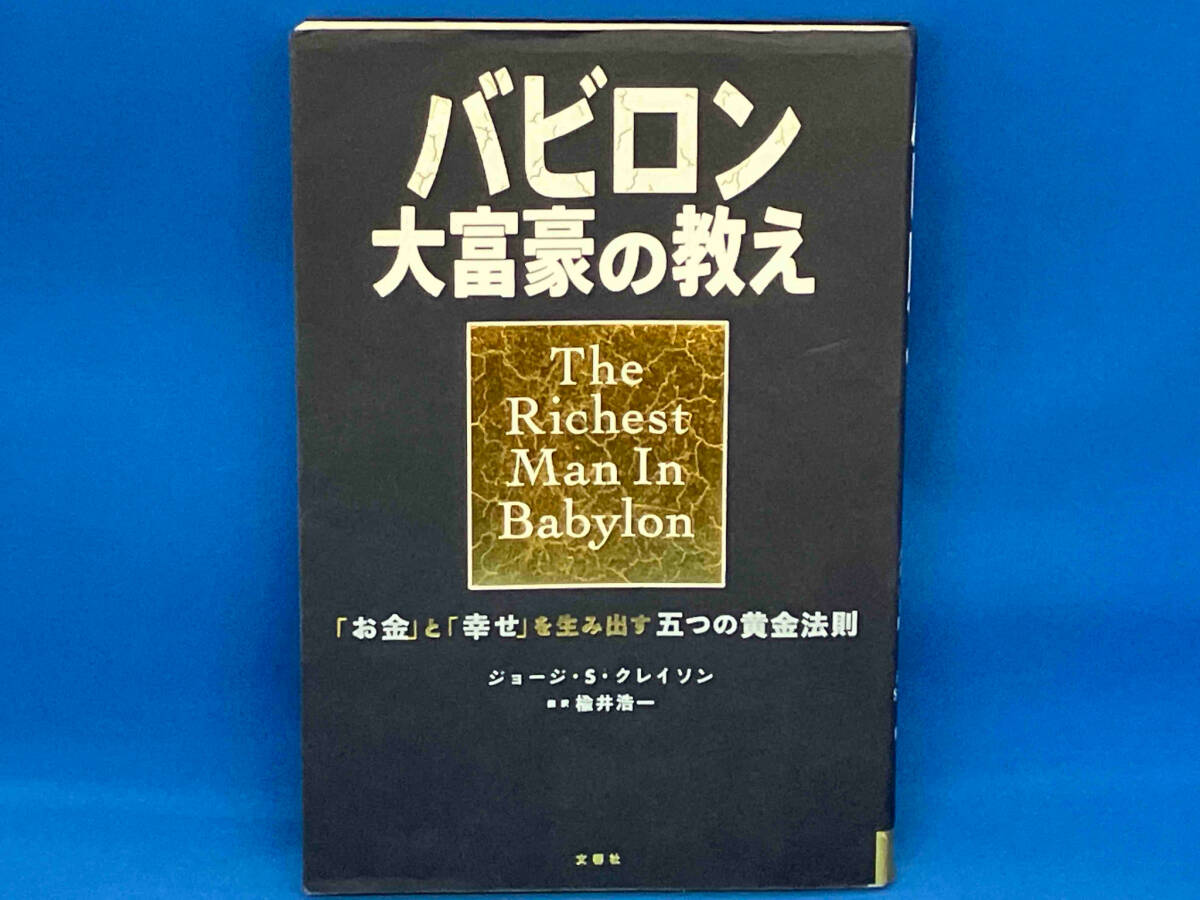 バビロン
大富豪の教え
The
Richest
Man In
Babylon
「お金」と「幸せ」を生み出す五つの黄金法則
ジョージ・S・クレイソン
翻訳 楡井浩一
文響社